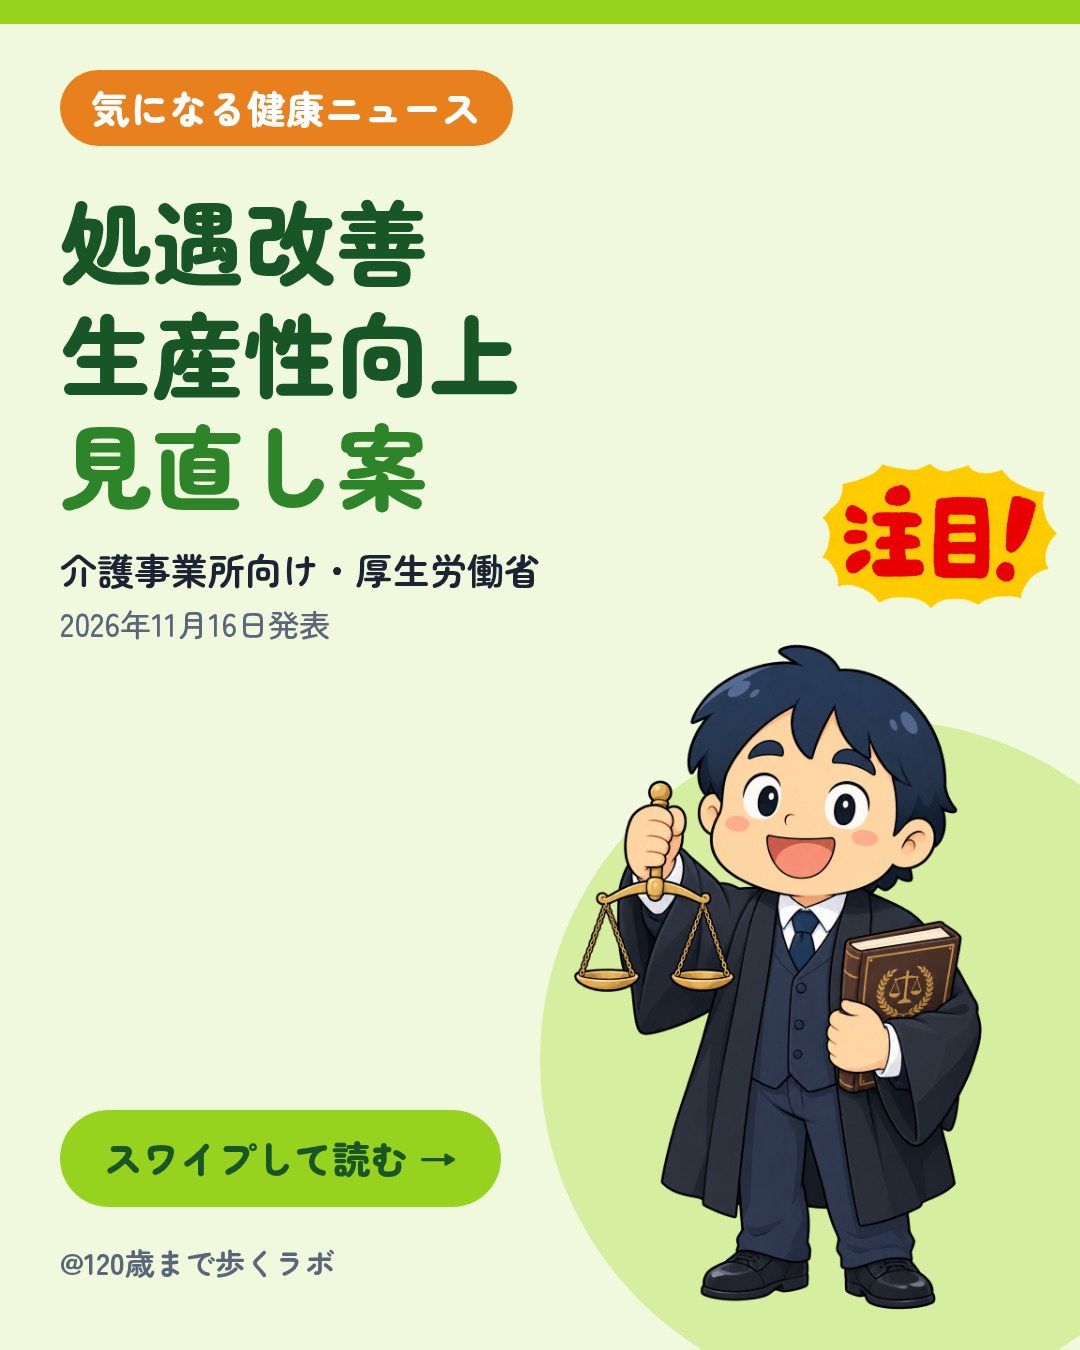 気になる健康ニュース
処遇改善
生産性向上
見直し案
介護事業所向け・厚生労働省
2026年11月16日発表
注目!
スワイプして読む →
@120歳まで歩くラボ